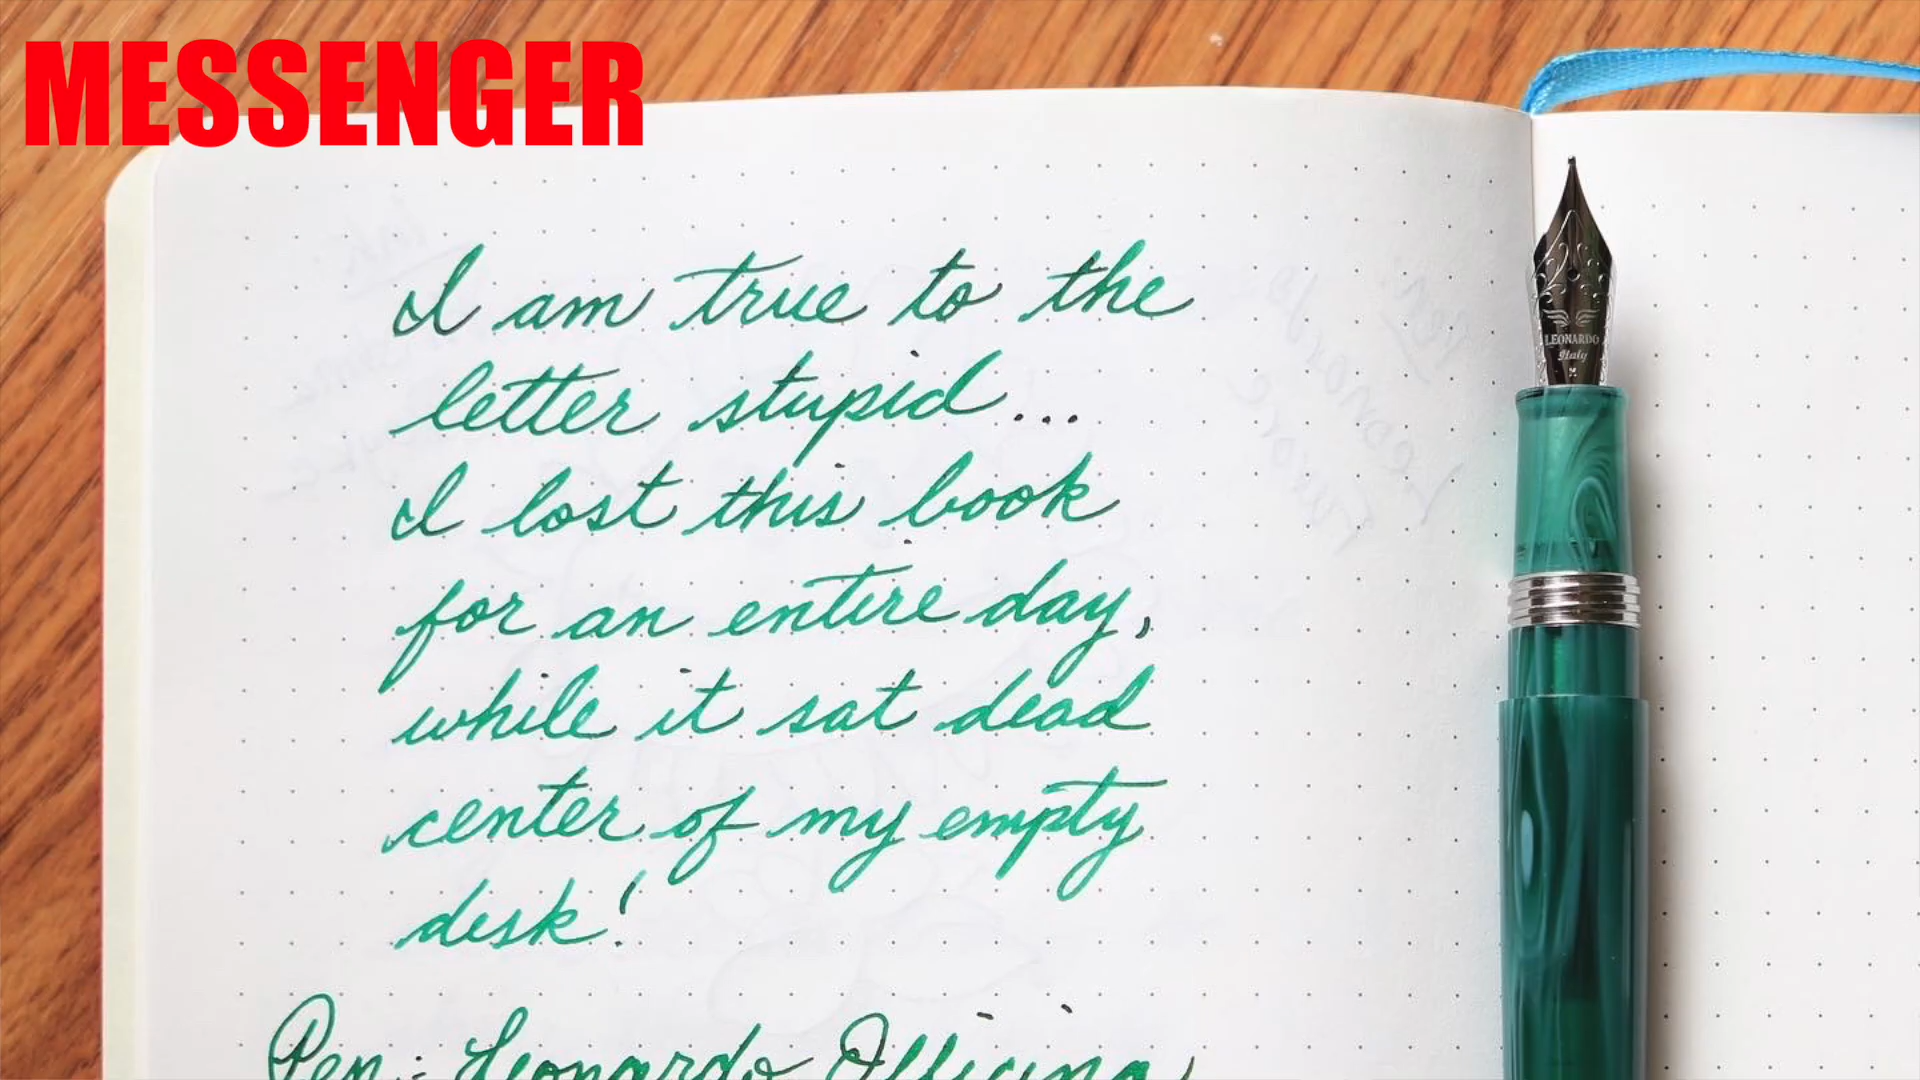 MESSENGER
I am true to the
letter stupid...
I lost this book
for an entire day,
while it sat dead
center of my empty
desk!
Pen: Leonardo Officina
LEONARDO
Italy